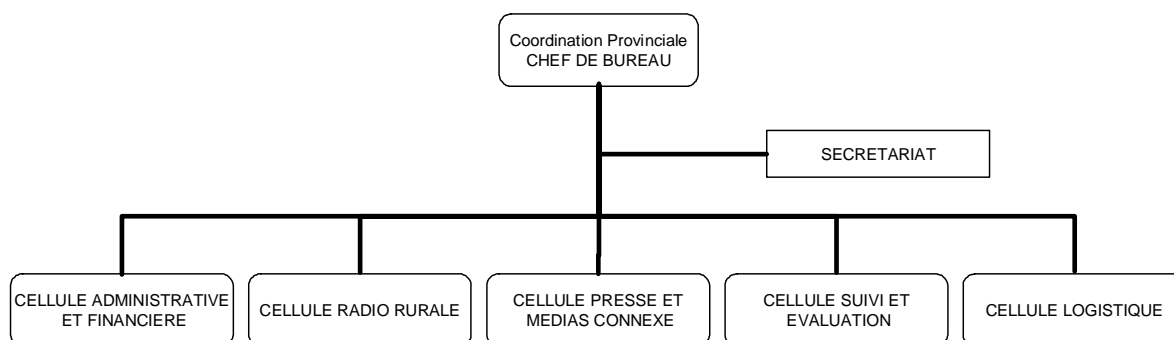 Coordination Provinciale
CHEF DE BUREAU
SECRETARIAT
CELLULE ADMINISTRATIVE
ET FINANCIERE
CELLULE RADIO RURALE
CELLULE PRESSE ET
MEDIAS CONNEXE
CELLULE SUIVI ET
EVALUATION
CELLULE LOGISTIQUE